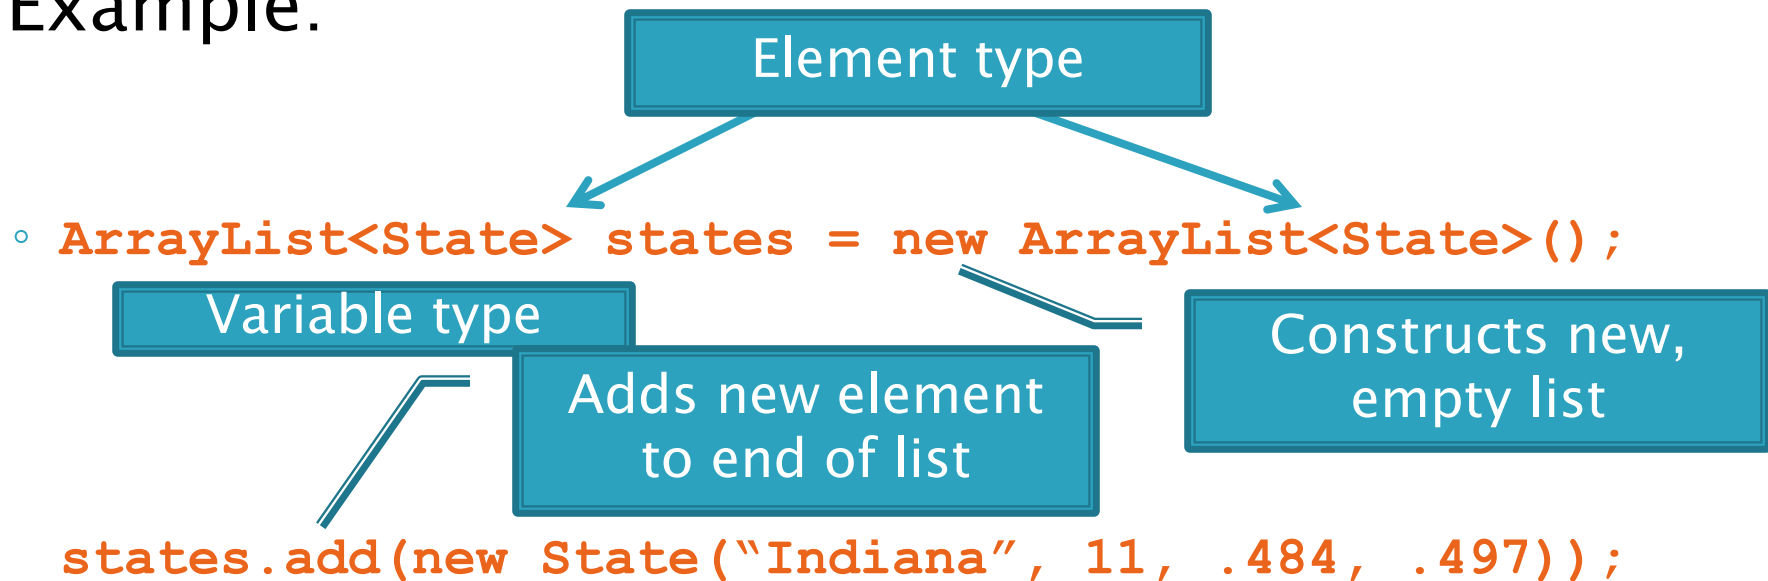 Example:
Element type
◦ ArrayList<State> states = new ArrayList<State>();
Variable type
Constructs new,
empty list
Adds new element
to end of list
states.add(new State(“Indiana”, 11, .484, .497));